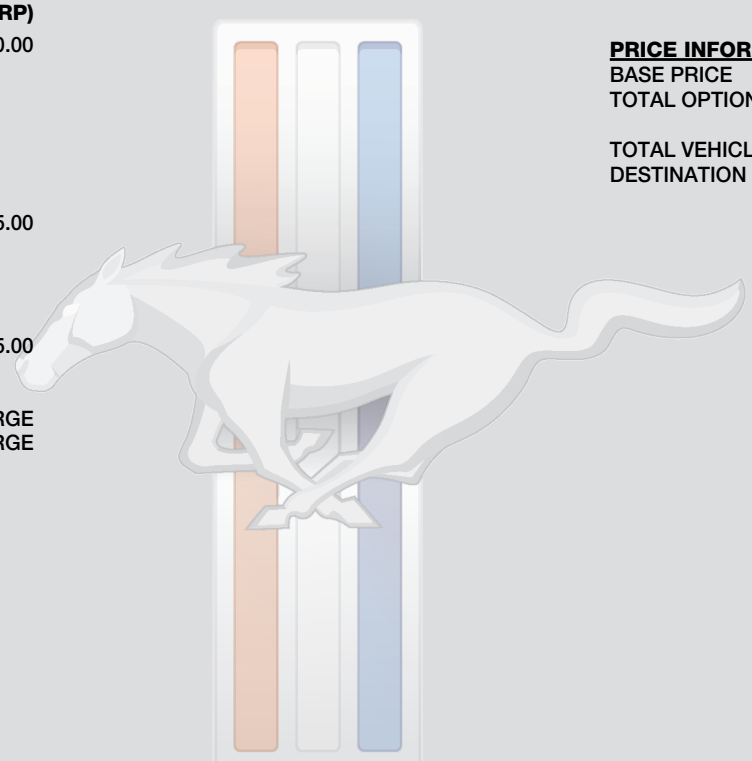 RP)
0.00
5.00
5.00
RGE
RGE
PRICE INFOR
BASE PRICE
TOTAL OPTION
TOTAL VEHICL
DESTINATION